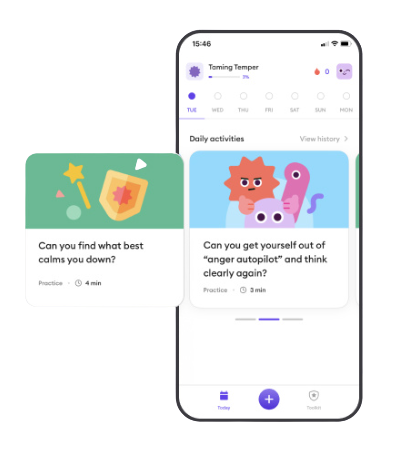 15:46
Taming Temper
7%
0
TUE WED THU FRI SAT SUN MON
Daily activities View history >
Can you find what best
calms you down?
Practice · 4 min
Can you get yourself out of
“anger autopilot” and think
clearly again?
Practice · 3 min
Today
+
Toolkit